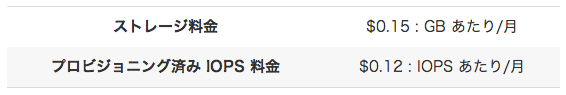 ストレージ料金 $0.15 : GB あたり/月
プロビジョニング済み IOPS 料金 $0.12 : IOPS あたり/月